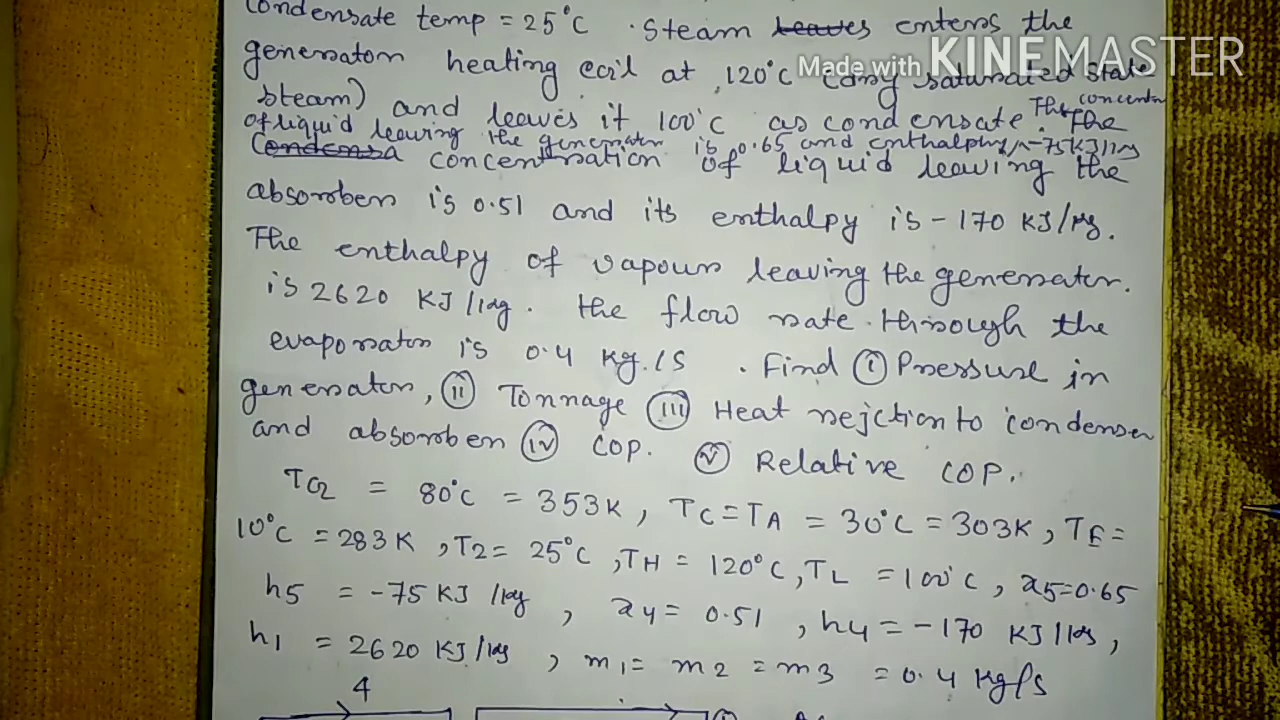 Condensate temp = 25°C . Steam leaves enters the
Made with KINEMASTER
generator heating coil at 120°C (dry saturated state
steam) and leaves it 100°C as condensate. The
The concentn
of liquid leaving the generator is 0.65 and enthalpy is -75 KJ/kg
concentration of liquid leaving the
absorber is 0.51 and its enthalpy is -170 KJ/kg.
The enthalpy of vapour leaving the generator.
is 2620 KJ/kg. the flow rate through the
evaporator is 0.4 kg/s . Find ① Pressure in
generator, ⓘⓘ Tonnage ⓘⓘⓘ Heat rejction to condenser
and absorber ⓘⓥ COP. ⓥ Relative COP.
TG2 = 80°C = 353K, TC = TA = 30°C = 303K, TE =
10°C = 283K, T2 = 25°C, TH = 120°C, TL = 100°C, x5=0.65
h5 = -75 KJ/kg, x4 = 0.51, h4 = -170 KJ/kg,
h1 = 2620 KJ/kg, m1 = m2 = m3 = 0.4 Kg/s
4